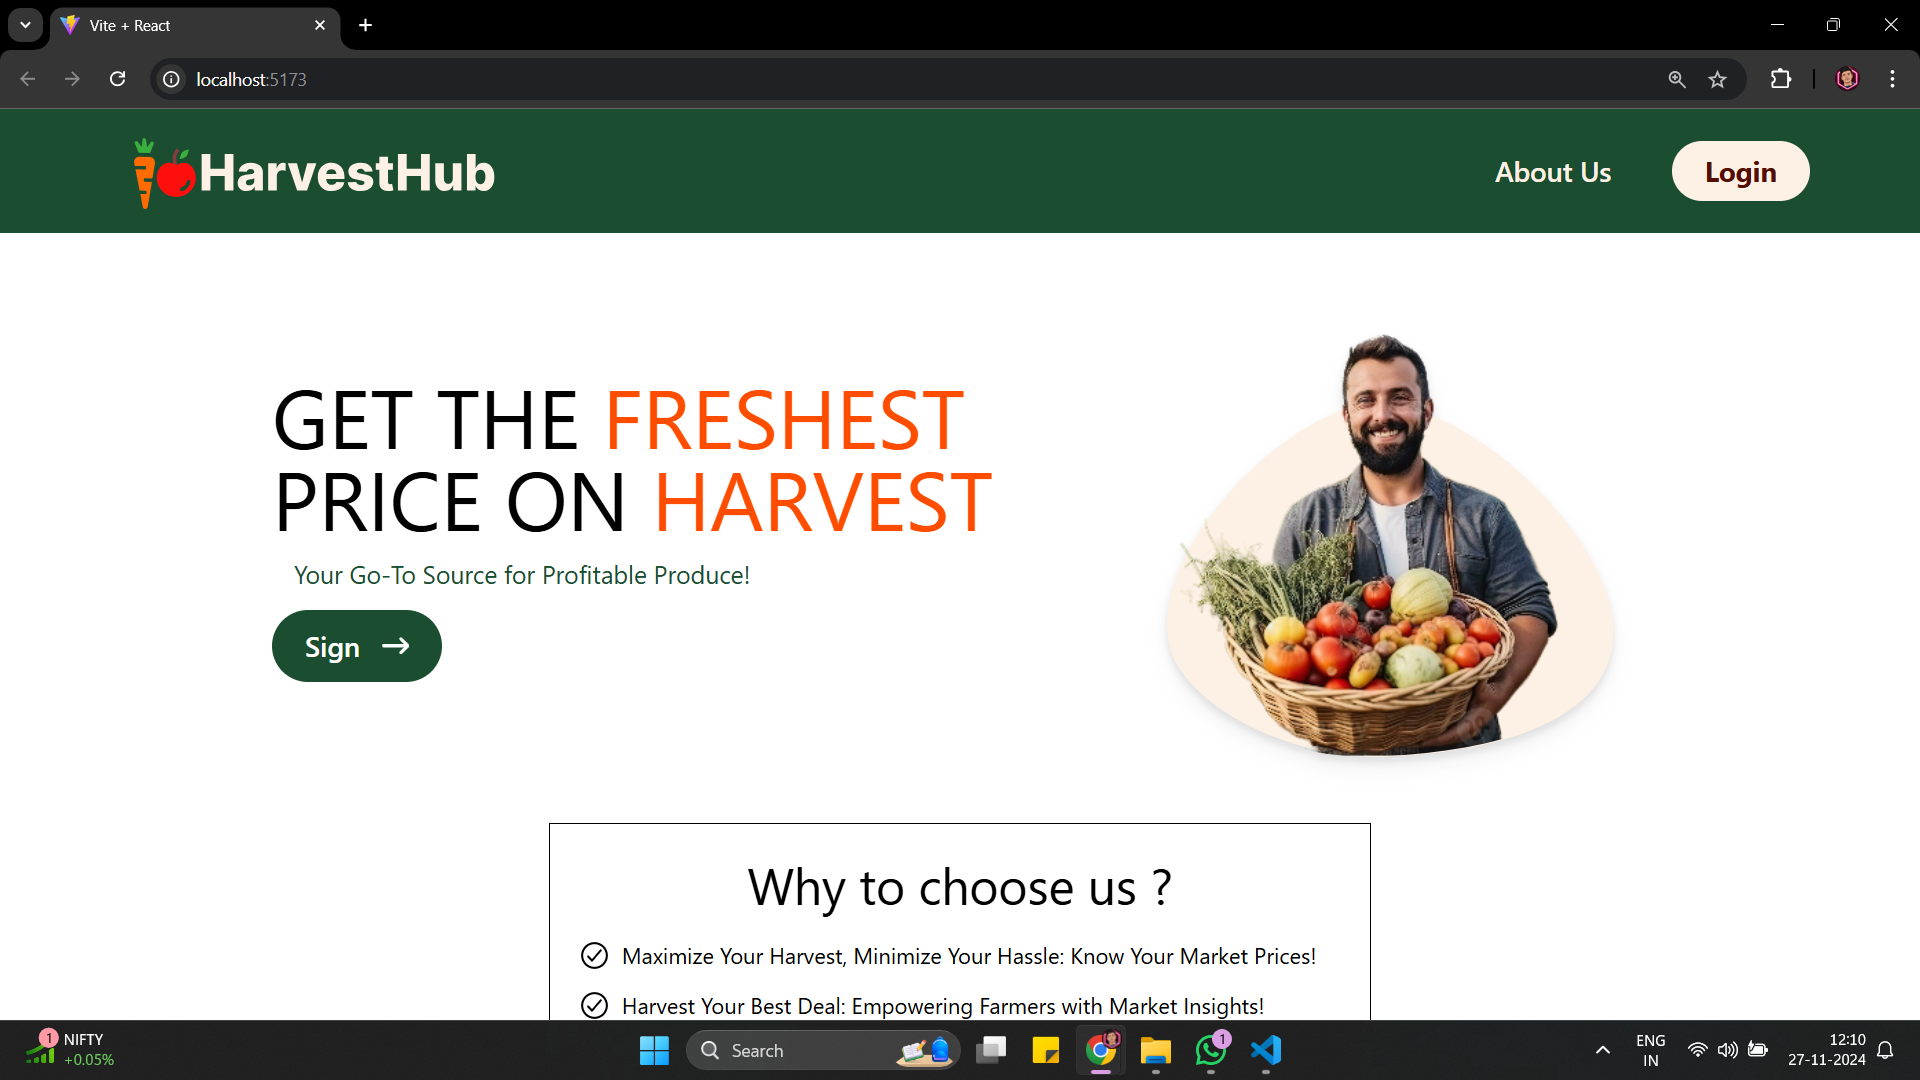 Vite + React
localhost:5173
HarvestHub
About Us
Login
GET THE FRESHEST
PRICE ON HARVEST
Your Go-To Source for Profitable Produce!
Sign
Why to choose us ?
Maximize Your Harvest, Minimize Your Hassle: Know Your Market Prices!
Harvest Your Best Deal: Empowering Farmers with Market Insights!
1
NIFTY
+0.05%
Search
1
ENG
IN
12:10
27-11-2024